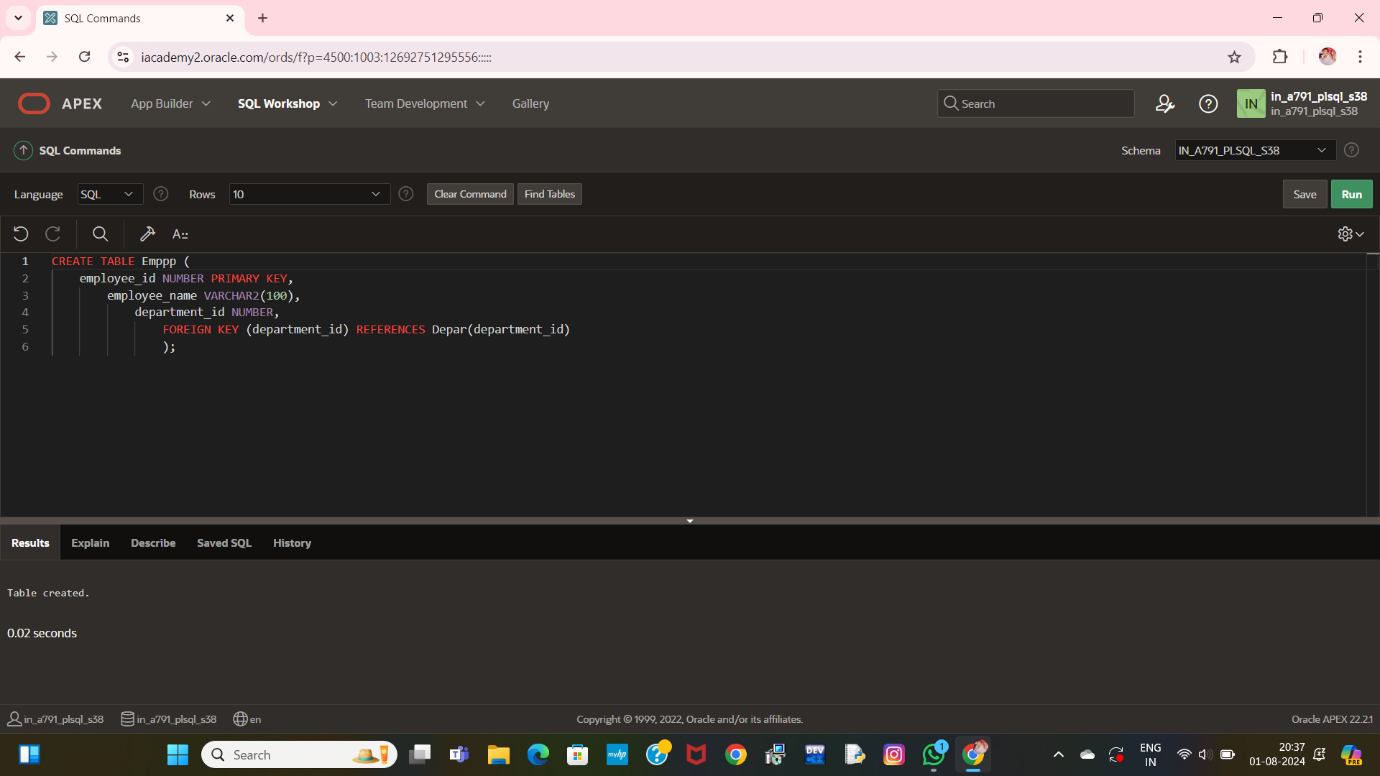 SQL Commands
iacademy2.oracle.com/ords/f?p=4500:1003:12692751295556:::::
APEX App Builder SQL Workshop Team Development Gallery Search IN in_a791_plsql_s38
in_a791_plsql_s38
SQL Commands Schema IN_A791_PLSQL_S38
Language SQL Rows 10 Clear Command Find Tables Save Run
A::
1 CREATE TABLE Emppp (
2 employee_id NUMBER PRIMARY KEY,
3 employee_name VARCHAR2(100),
4 department_id NUMBER,
5 FOREIGN KEY (department_id) REFERENCES Depar(department_id)
6 );
Results Explain Describe Saved SQL History
Table created.
0.02 seconds
in_a791_plsql_s38 in_a791_plsql_s38 en Copyright © 1999, 2022, Oracle and/or its affiliates. Oracle APEX 22.2.1
Search myhp DEV 1 ENG 20:37
IN 01-08-2024 PRE